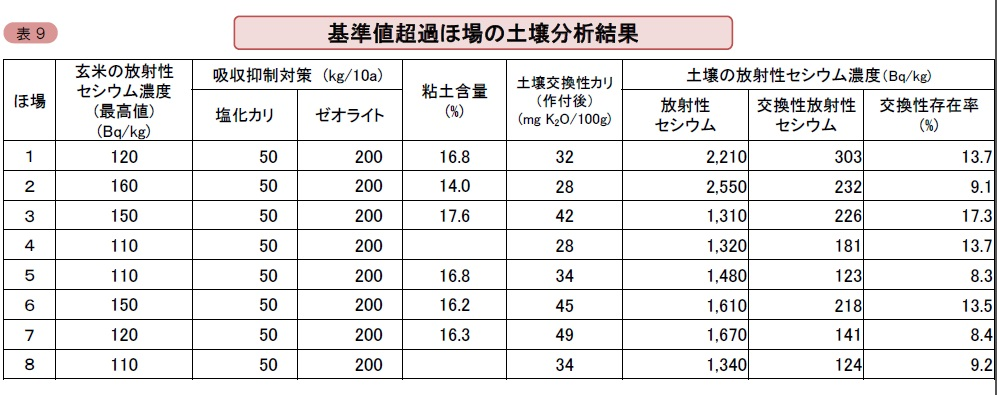 表9
基準値超過ほ場の土壌分析結果
ほ場
玄米の放射性
セシウム濃度
(最高値)
(Bq/kg)
吸収抑制対策 (kg/10a)
塩化カリ
ゼオライト
粘土含量
(%)
土壌交換性カリ
(作付後)
(mg K₂O/100g)
土壌の放射性セシウム濃度(Bq/kg)
放射性
セシウム
交換性放射性
セシウム
交換性存在率
(%)
1 120 50 200 16.8 32 2,210 303 13.7
2 160 50 200 14.0 28 2,550 232 9.1
3 150 50 200 17.6 42 1,310 226 17.3
4 110 50 200 28 1,320 181 13.7
5 110 50 200 16.8 34 1,480 123 8.3
6 150 50 200 16.2 45 1,610 218 13.5
7 120 50 200 16.3 49 1,670 141 8.4
8 110 50 200 34 1,340 124 9.2